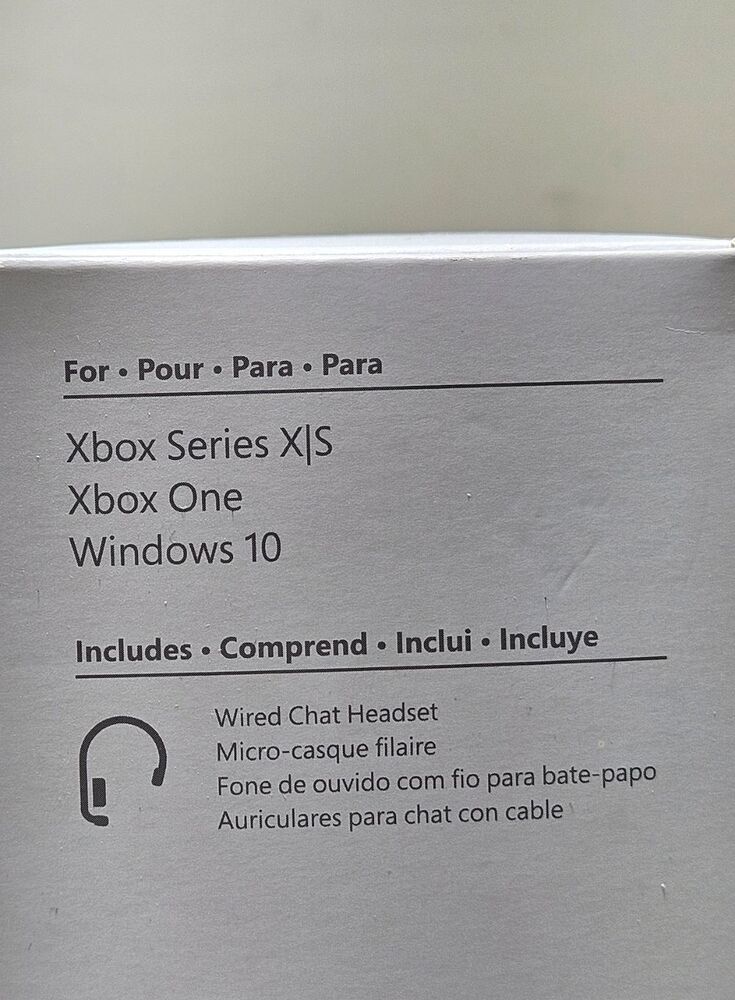 For • Pour • Para • Para
Xbox Series X|S
Xbox One
Windows 10
Includes • Comprend • Inclui • Incluye
Wired Chat Headset
Micro-casque filaire
Fone de ouvido com fio para bate-papo
Auriculares para chat con cable